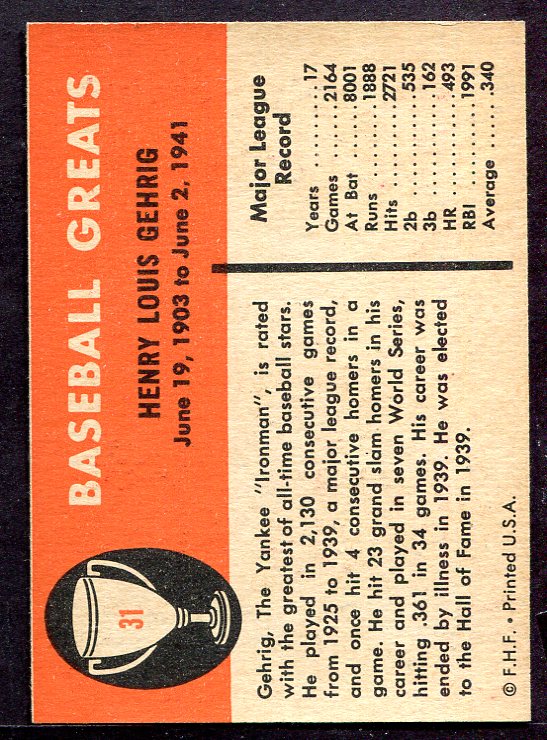 BASEBALL GREATS
31
HENRY LOUIS GEHRIG
June 19, 1903 to June 2, 1941
Gehrig, The Yankee "Ironman", is rated
with the greatest of all-time baseball stars.
He played in 2,130 consecutive games
from 1925 to 1939, a major league record,
and once hit 4 consecutive homers in a
game. He hit 23 grand slam homers in his
career and played in seven World Series,
hitting .361 in 34 games. His career was
ended by illness in 1939. He was elected
to the Hall of Fame in 1939.
© F.H.F. • Printed U.S.A.
Major League
Record
Years ........ 17
Games ..... 2164
At Bat ..... 8001
Runs ....... 1888
Hits ........ 2721
2b ......... .535
3b ......... .162
HR ......... .493
RBI ........ 1991
Average .... .340